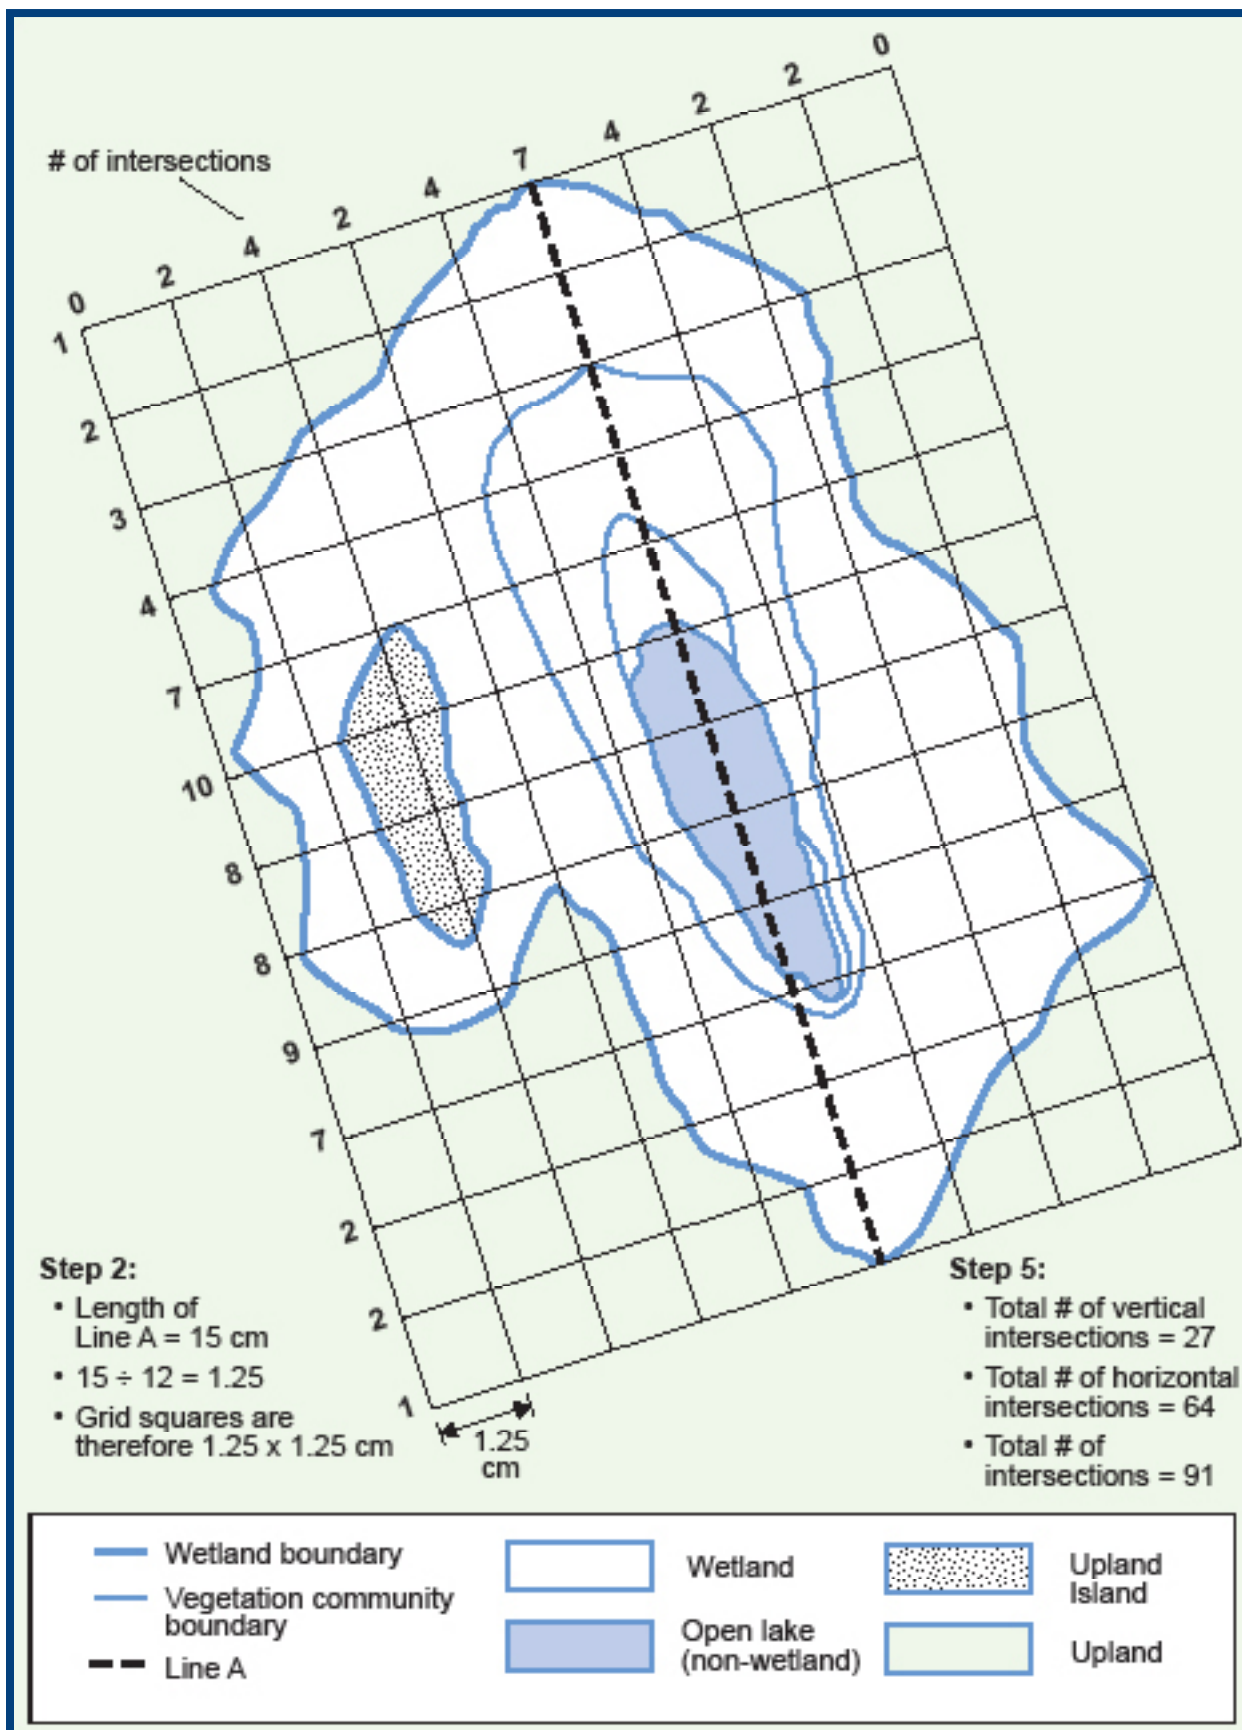 # of intersections
0
2
4
2
4
7
4
2
2
0
1
2
3
4
7
10
8
8
9
7
2
2
1
Step 2:
• Length of
Line A = 15 cm
• 15 ÷ 12 = 1.25
• Grid squares are
therefore 1.25 x 1.25 cm
1.25
cm
Step 5:
• Total # of vertical
intersections = 27
• Total # of horizontal
intersections = 64
• Total # of
intersections = 91
Wetland boundary
Vegetation community
boundary
Line A
Wetland
Open lake
(non-wetland)
Upland
Island
Upland